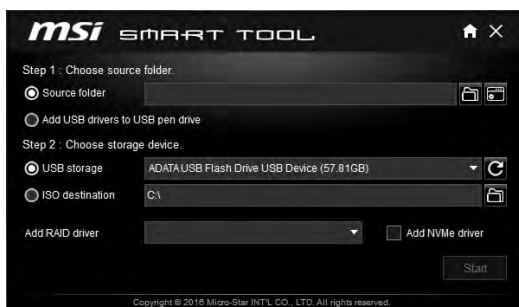 msi SMART TOOL
Step 1 : Choose source folder.
Source folder
Add USB drivers to USB pen drive
Step 2 : Choose storage device.
USB storage ADATA USB Flash Drive USB Device (57.81GB)
ISO destination C:\
Add RAID driver Add NVMe driver
Start
Copyright © 2016 Micro-Star INT'L CO., LTD. All rights reserved.